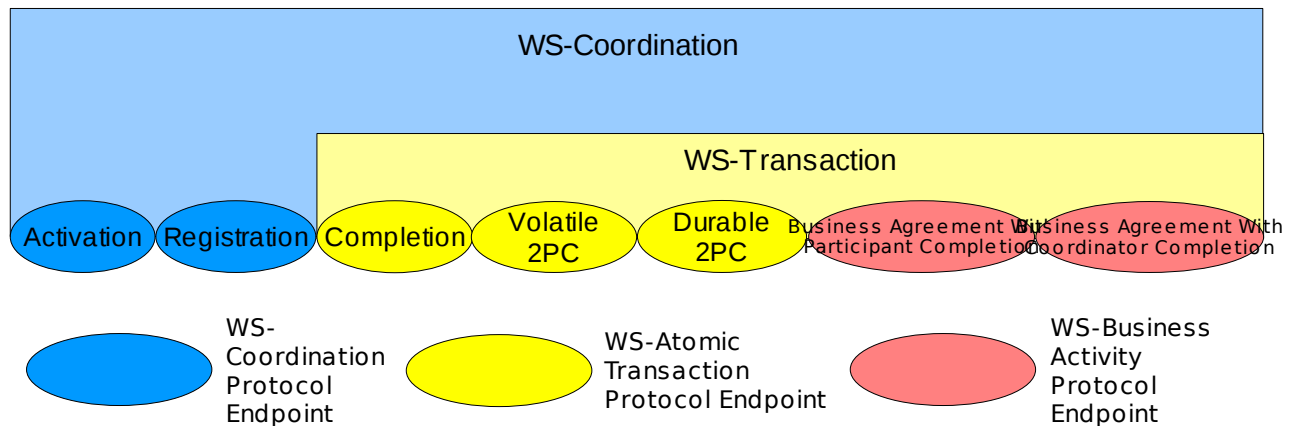 WS-Coordination
WS-Transaction
Activation
Registration
Completion
Volatile
2PC
Durable
2PC
Business Agreement With
Participant Completion
Business Agreement With
Coordinator Completion
WS-
Coordination
Protocol
Endpoint
WS-Atomic
Transaction
Protocol Endpoint
WS-Business
Activity
Protocol
Endpoint